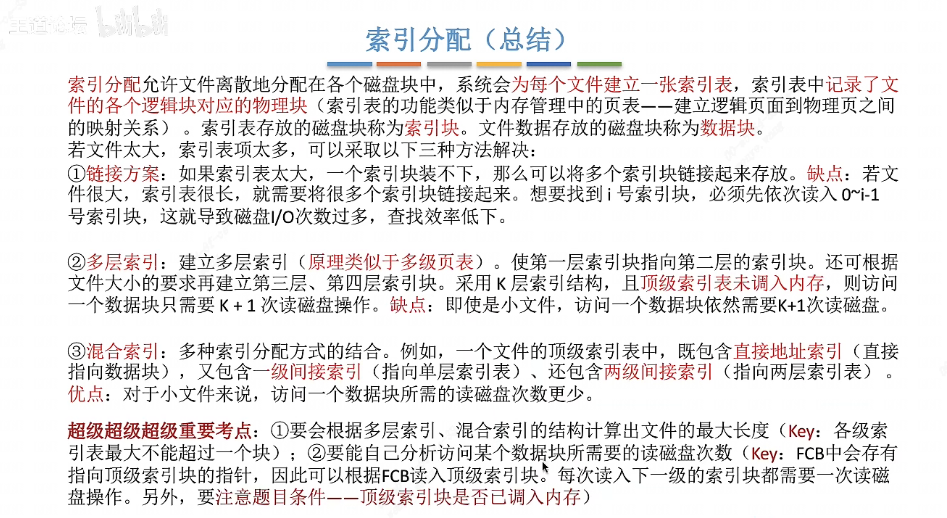 王道论坛 bilibili
索引分配（总结）
索引分配允许文件离散地分配在各个磁盘块中，系统会为每个文件建立一张索引表，索引表中记录了文
件的各个逻辑块对应的物理块（索引表的功能类似于内存管理中的页表——建立逻辑页面到物理页之间
的映射关系）。索引表存放的磁盘块称为索引块。文件数据存放的磁盘块称为数据块。
若文件太大，索引表项太多，可以采取以下三种方法解决：
①链接方案：如果索引表太大，一个索引块装不下，那么可以将多个索引块链接起来存放。缺点：若文
件很大，索引表很长，就需要将很多个索引块链接起来。想要找到 i 号索引块，必须先依次读入 0~i-1
号索引块，这就导致磁盘I/O次数过多，查找效率低下。
②多层索引：建立多层索引（原理类似于多级页表）。使第一层索引块指向第二层的索引块。还可根据
文件大小的要求再建立第三层、第四层索引块。采用 K 层索引结构，且顶级索引表未调入内存，则访问
一个数据块只需要 K + 1 次读磁盘操作。缺点：即使是小文件，访问一个数据块依然需要K+1次读磁盘。
③混合索引：多种索引分配方式的结合。例如，一个文件的顶级索引表中，既包含直接地址索引（直接
指向数据块），又包含一级间接索引（指向单层索引表）、还包含两级间接索引（指向两层索引表）。
优点：对于小文件来说，访问一个数据块所需的读磁盘次数更少。
超级超级超级重要考点：①要会根据多层索引、混合索引的结构计算出文件的最大长度（Key：各级索
引表最大不能超过一个块）；②要能自己分析访问某个数据块所需要的读磁盘次数（Key：FCB中会存有
指向顶级索引块的指针，因此可以根据FCB读入顶级索引块。每次读入下一级的索引块都需要一次读磁
盘操作。另外，要注意题目条件——顶级索引块是否已调入内存）